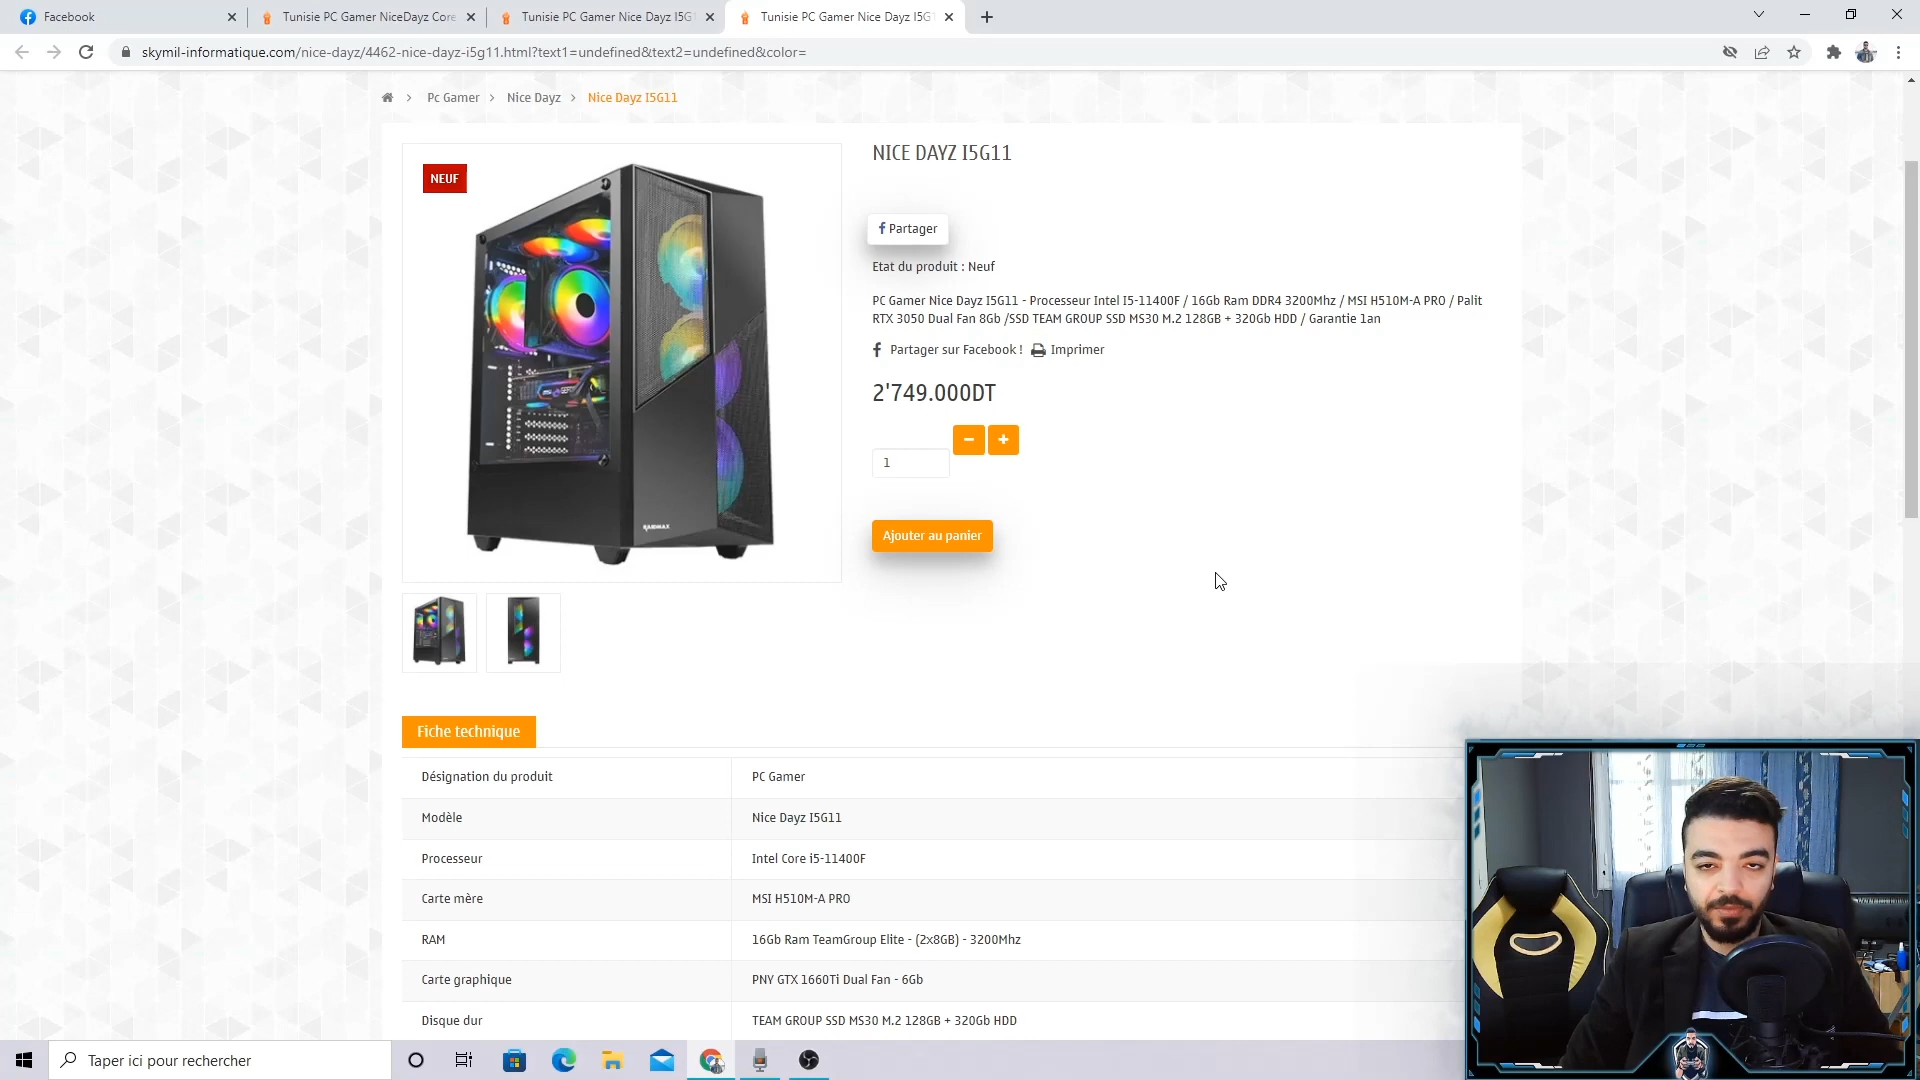 Facebook
Tunisie PC Gamer NiceDayz Core
Tunisie PC Gamer Nice Dayz I5G1
Tunisie PC Gamer Nice Dayz I5G1
skymil-informatique.com/nice-dayz/4462-nice-dayz-i5g11.html?text1=undefined&text2=undefined&color=
Pc Gamer > Nice Dayz > Nice Dayz I5G11
NEUF
RAIDMAX
NICE DAYZ I5G11
Partager
Etat du produit : Neuf
PC Gamer Nice Dayz I5G11 - Processeur Intel I5-11400F / 16Gb Ram DDR4 3200Mhz / MSI H510M-A PRO / Palit
RTX 3050 Dual Fan 8Gb /SSD TEAM GROUP SSD MS30 M.2 128GB + 320Gb HDD / Garantie 1an
Partager sur Facebook ! Imprimer
2'749.000DT
1
Ajouter au panier
Fiche technique
Désignation du produit PC Gamer
Modèle Nice Dayz I5G11
Processeur Intel Core i5-11400F
Carte mère MSI H510M-A PRO
RAM 16Gb Ram TeamGroup Elite - (2x8GB) - 3200Mhz
Carte graphique PNY GTX 1660Ti Dual Fan - 6Gb
Disque dur TEAM GROUP SSD MS30 M.2 128GB + 320Gb HDD
Taper ici pour rechercher